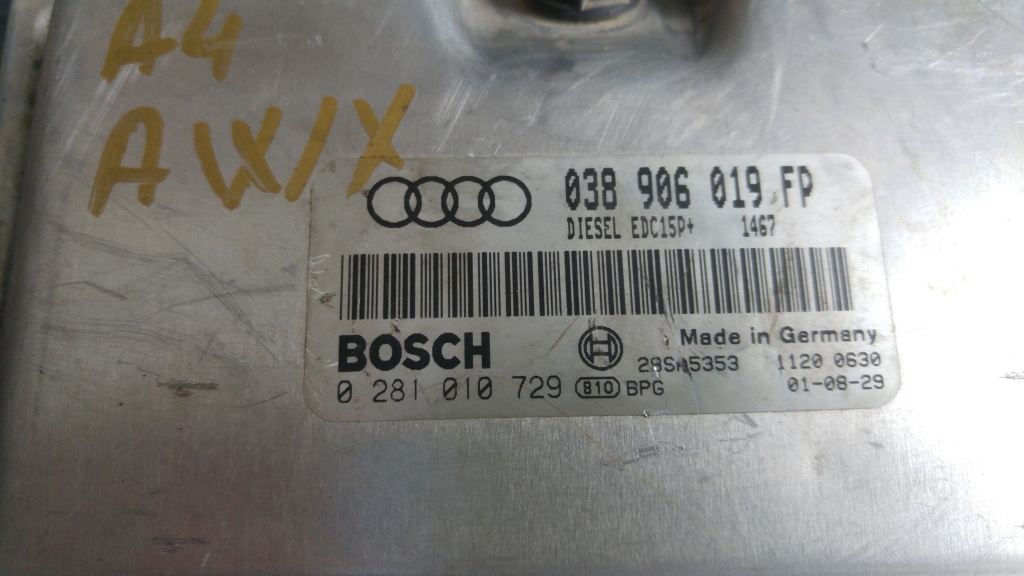 A4
AWX
038 906 019 FP
DIESEL EDC15P+ 1467
BOSCH
Made in Germany
28SA5353 1120 0630
0 281 010 729 810 BPG 01-08-29